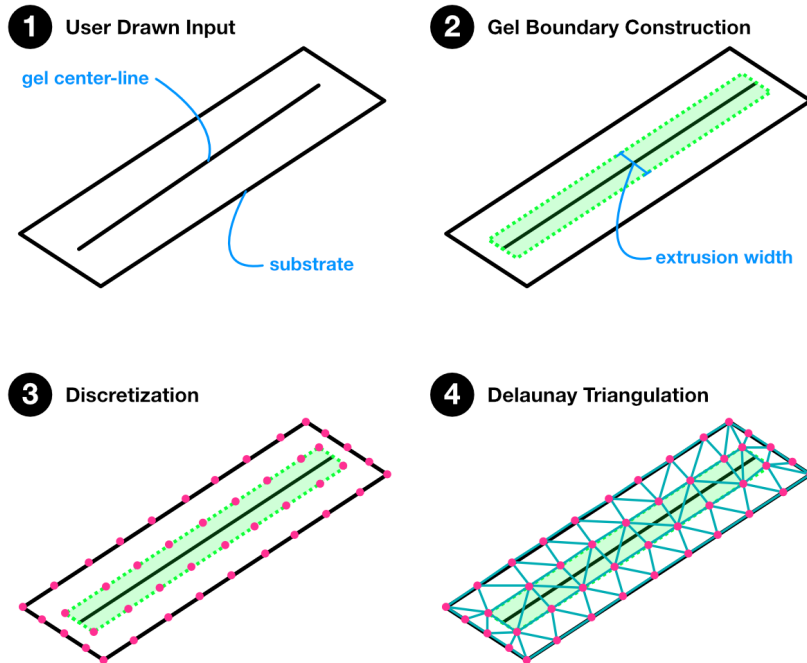 1 User Drawn Input
gel center-line
substrate
2 Gel Boundary Construction
extrusion width
3 Discretization
4 Delaunay Triangulation